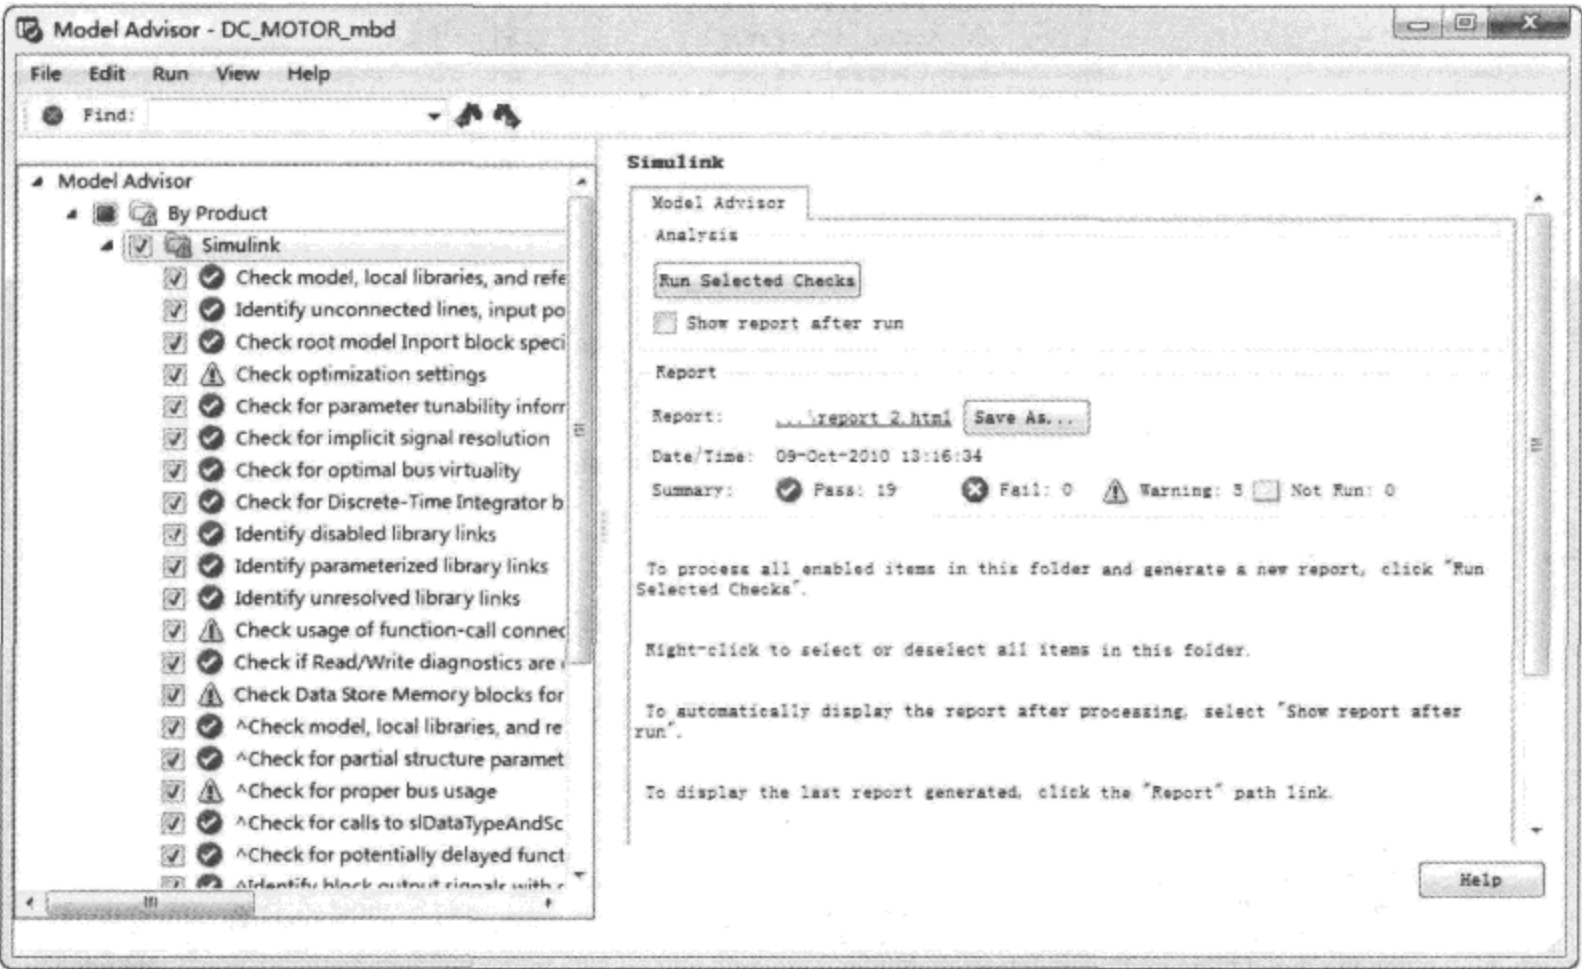 Model Advisor - DC_MOTOR_mbd
File Edit Run View Help
Find:
Model Advisor
By Product
Simulink
Check model, local libraries, and refe
Identify unconnected lines, input po
Check root model Inport block speci
Check optimization settings
Check for parameter tunability inforr
Check for implicit signal resolution
Check for optimal bus virtuality
Check for Discrete-Time Integrator b
Identify disabled library links
Identify parameterized library links
Identify unresolved library links
Check usage of function-call connec
Check if Read/Write diagnostics are
Check Data Store Memory blocks for
^Check model, local libraries, and re
^Check for partial structure paramet
^Check for proper bus usage
^Check for calls to slDataTypeAndSc
^Check for potentially delayed funct
^Identify block output signals with
Simulink
Model Advisor
Analysis
Run Selected Checks
Show report after run
Report
Report: ...\report_2.html Save As...
Date/Time: 09-Oct-2010 13:16:34
Summary: Pass: 19 Fail: 0 Warning: Not Run: 0
To process all enabled items in this folder and generate a new report, click "Run
Selected Checks".
Right-click to select or deselect all items in this folder.
To automatically display the report after processing, select "Show report after
run".
To display the last report generated, click the "Report" path link.
Help